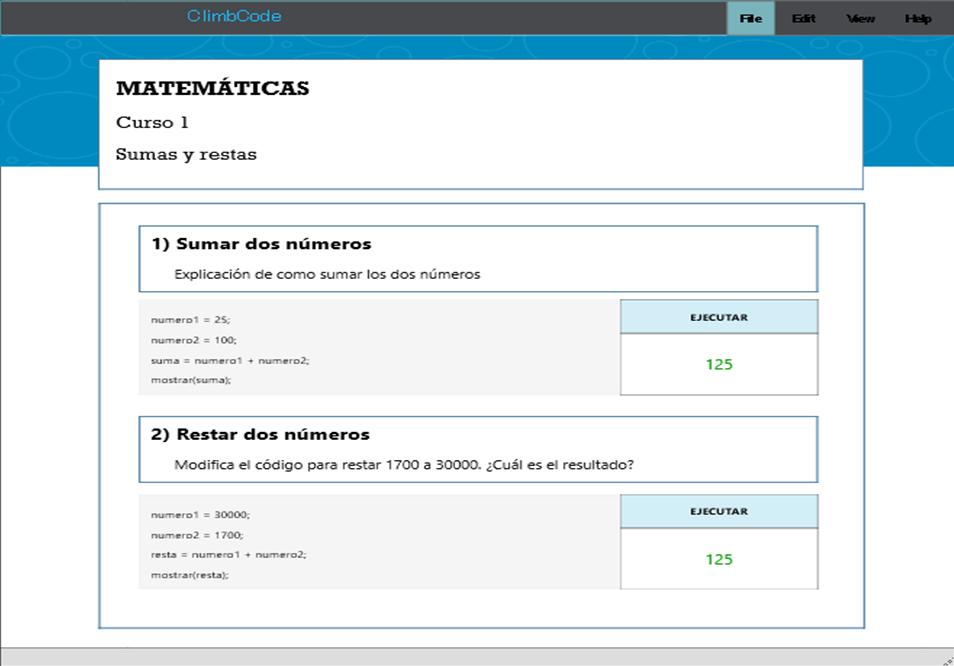 ClimbCode
File Edit View Help
MATEMÁTICAS
Curso 1
Sumas y restas
1) Sumar dos números
Explicación de como sumar los dos números
numero1 = 25;
numero2 = 100;
suma = numero1 + numero2;
mostrar(suma);
EJECUTAR
125
2) Restar dos números
Modifica el código para restar 1700 a 30000. ¿Cuál es el resultado?
numero1 = 30000;
numero2 = 1700;
resta = numero1 + numero2;
mostrar(resta);
EJECUTAR
125